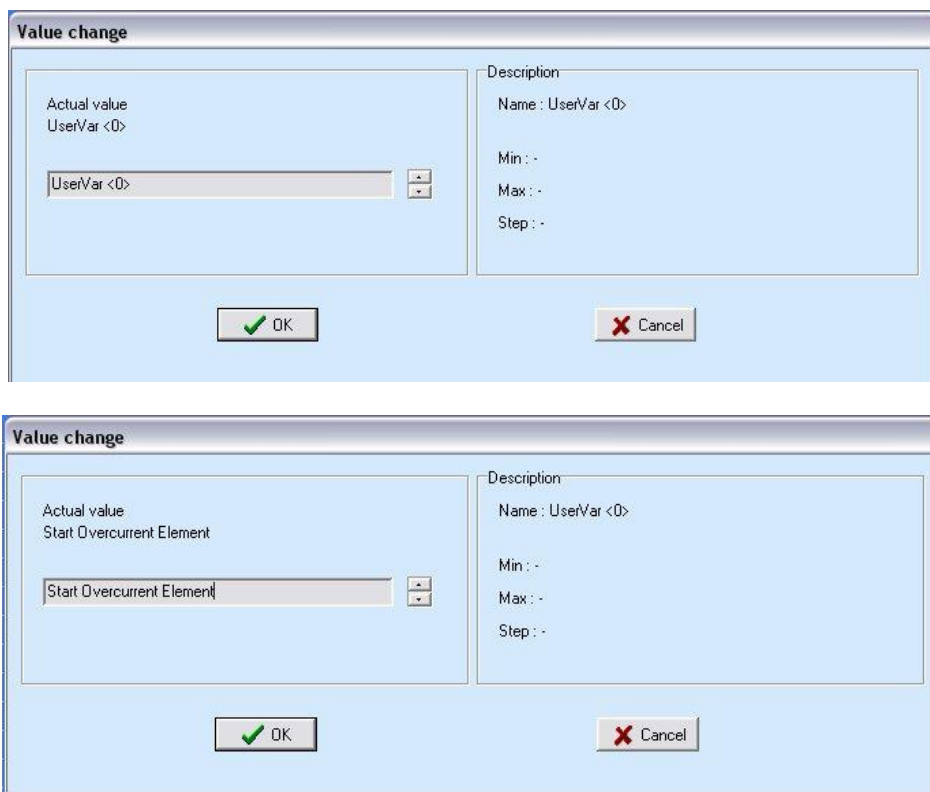 Value change
Actual value
UserVar <0>
UserVar <0>
Description
Name : UserVar <0>
Min : -
Max : -
Step : -
OK
Cancel
Value change
Actual value
Start Overcurrent Element
Start Overcurrent Element
Description
Name : UserVar <0>
Min : -
Max : -
Step : -
OK
Cancel